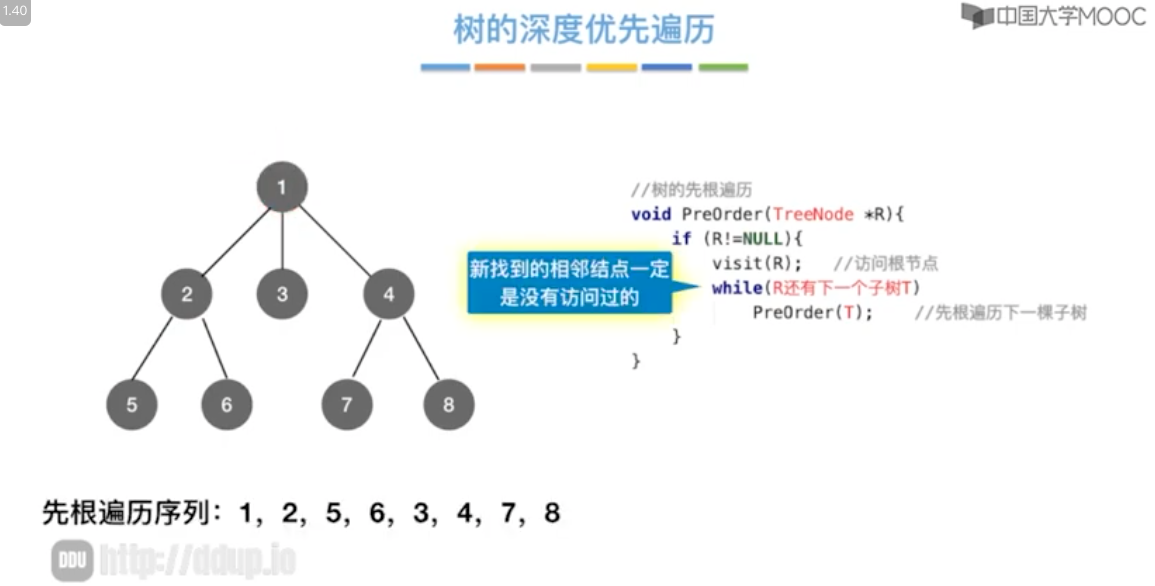 1.40
树的深度优先遍历
中国大学MOOC
1
2
3
4
5
6
7
8
新找到的相邻结点一定
是没有访问过的
//树的先根遍历
void PreOrder(TreeNode *R){
if (R!=NULL){
visit(R); //访问根节点
while(R还有下一个子树T)
PreOrder(T); //先根遍历下一棵子树
}
}
先根遍历序列：1，2，5，6，3，4，7，8
DDU http://ddup.io